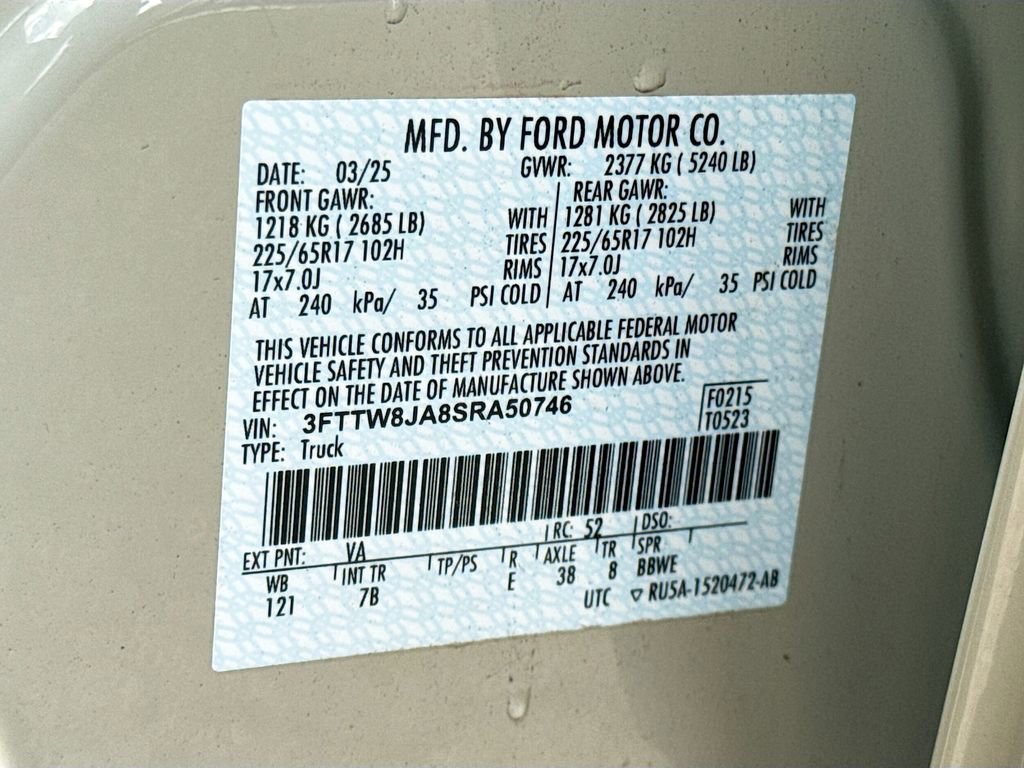 MFD. BY FORD MOTOR CO.
DATE: 03/25 GVWR: 2377 KG ( 5240 LB)
FRONT GAWR: REAR GAWR:
1218 KG ( 2685 LB) WITH 1281 KG ( 2825 LB) WITH
225/65R17 102H TIRES 225/65R17 102H TIRES
17x7.0J RIMS 17x7.0J RIMS
AT 240 kPa/ 35 PSI COLD AT 240 kPa/ 35 PSI COLD
THIS VEHICLE CONFORMS TO ALL APPLICABLE FEDERAL MOTOR
VEHICLE SAFETY AND THEFT PREVENTION STANDARDS IN
EFFECT ON THE DATE OF MANUFACTURE SHOWN ABOVE.
VIN: 3FTTW8JA8SRA50746 F0215
TYPE: Truck T0523
EXT PNT: VA RC: 52 DSO:
WB INT TR TP/PS R AXLE TR SPR
121 7B E 38 8 BBWE
UTC ▽ RU5A-1520472-AB